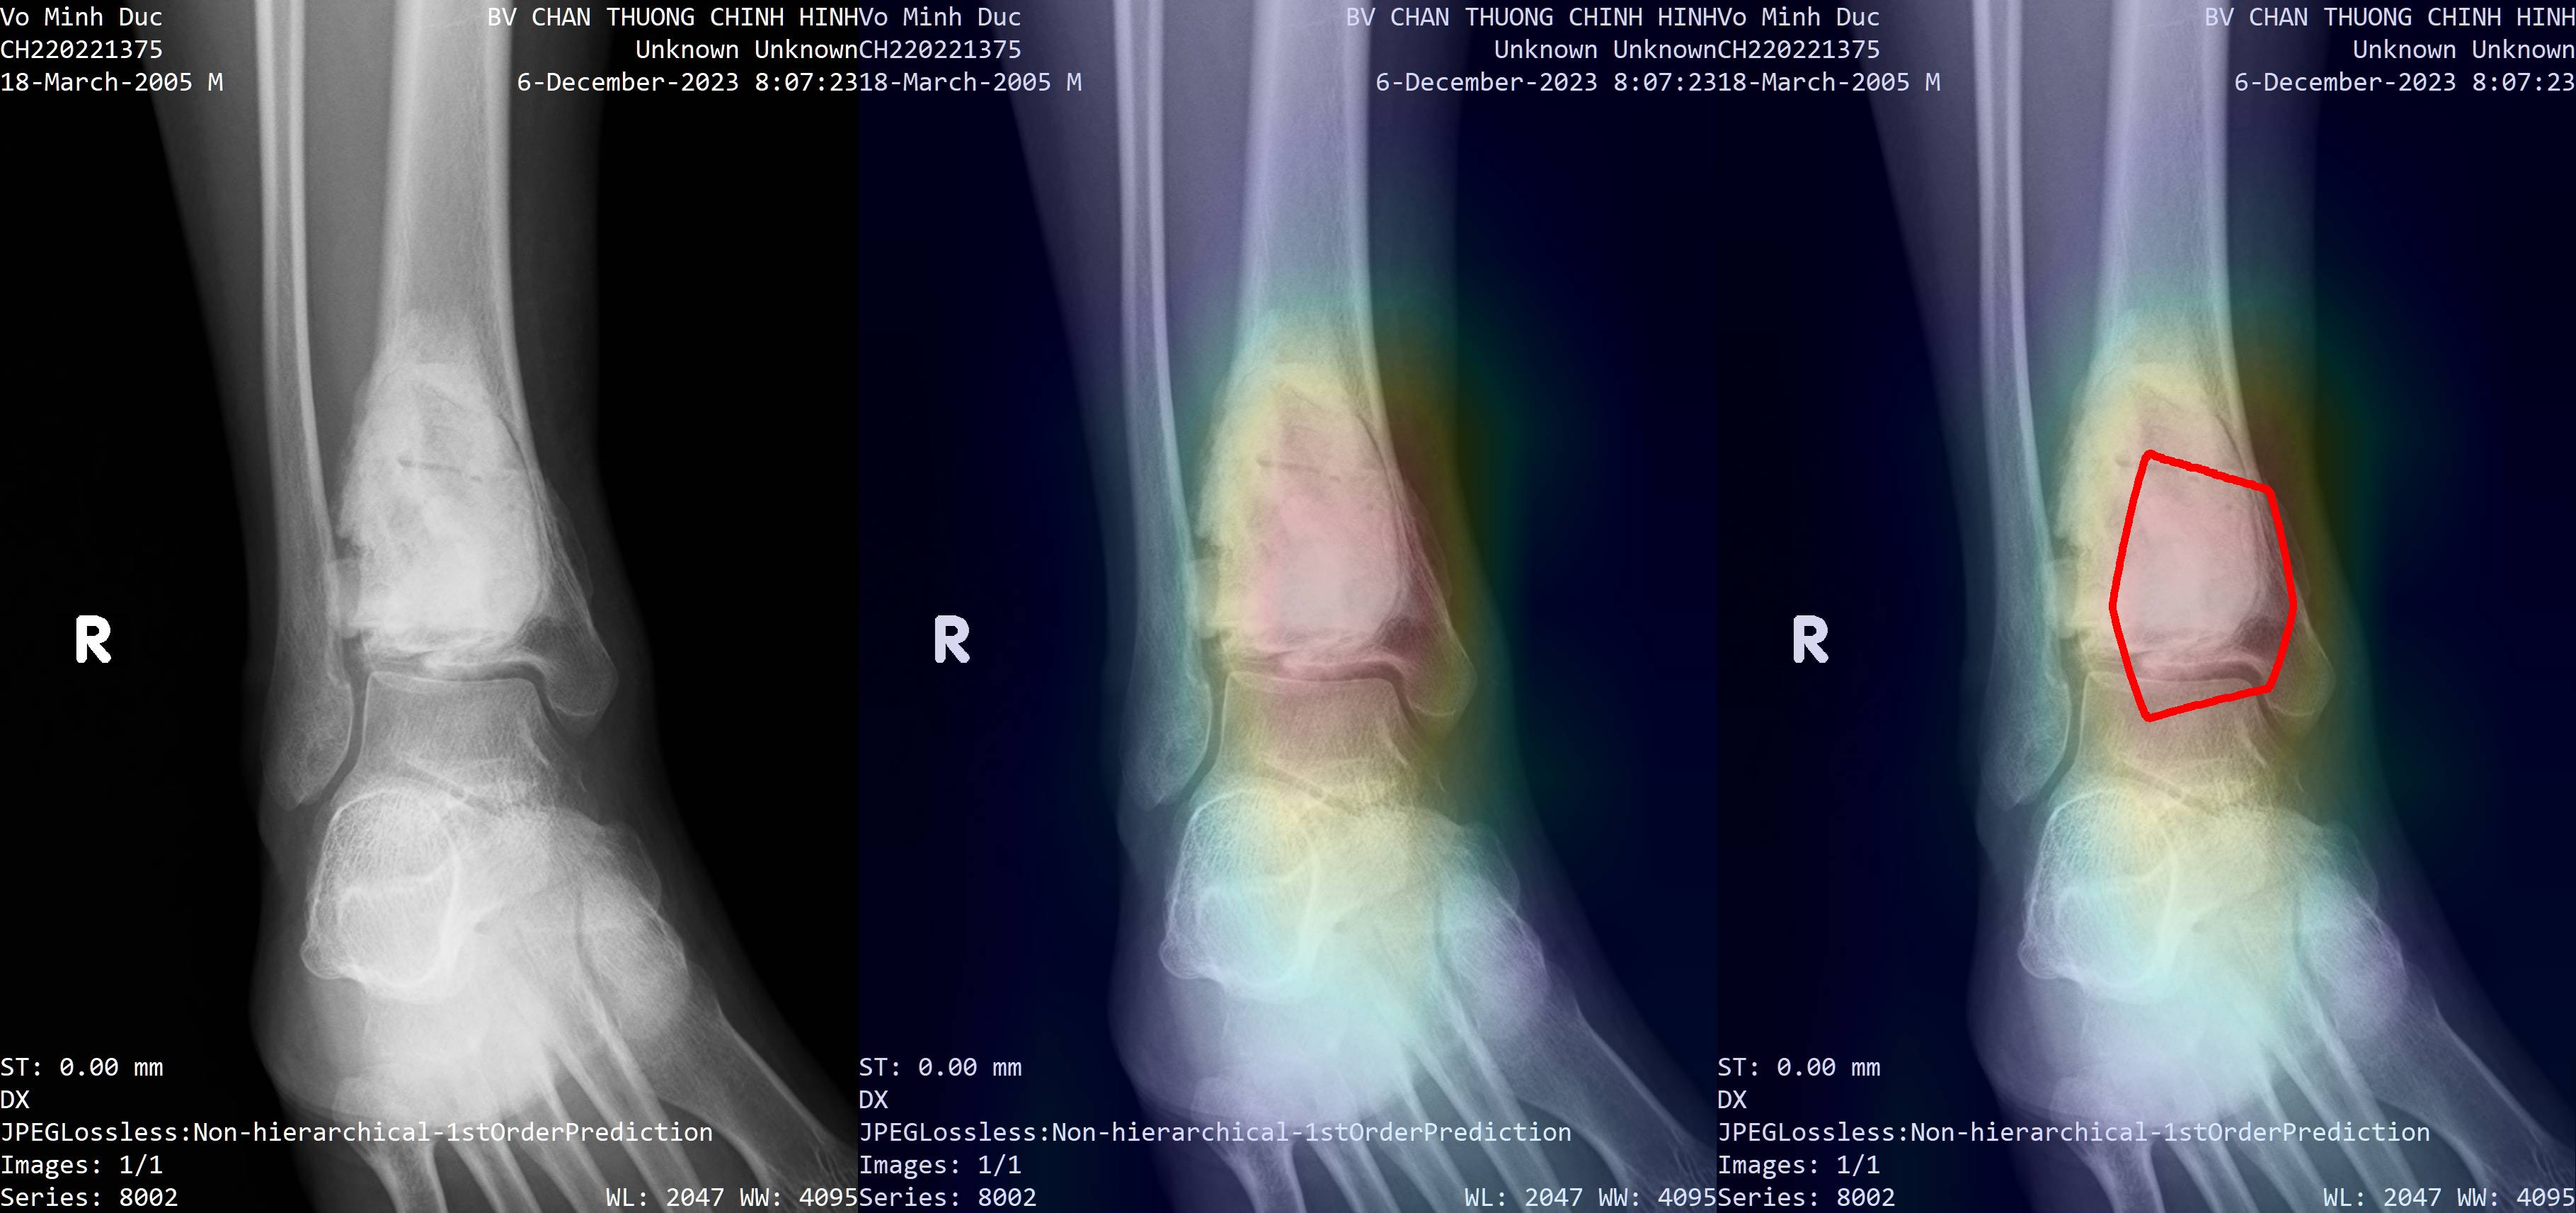 Vo Minh Duc
CH220221375
18-March-2005 M
BV CHAN THUONG CHINH HINH
Unknown Unknown
6-December-2023 8:07:23
R
ST: 0.00 mm
DX
JPEGLossless:Non-hierarchical-1stOrderPrediction
Images: 1/1
Series: 8002
WL: 2047 WW: 4095
Vo Minh Duc
CH220221375
18-March-2005 M
BV CHAN THUONG CHINH HINH
Unknown Unknown
6-December-2023 8:07:23
R
ST: 0.00 mm
DX
JPEGLossless:Non-hierarchical-1stOrderPrediction
Images: 1/1
Series: 8002
WL: 2047 WW: 4095
Vo Minh Duc
CH220221375
18-March-2005 M
BV CHAN THUONG CHINH HINH
Unknown Unknown
6-December-2023 8:07:23
R
ST: 0.00 mm
DX
JPEGLossless:Non-hierarchical-1stOrderPrediction
Images: 1/1
Series: 8002
WL: 2047 WW: 4095